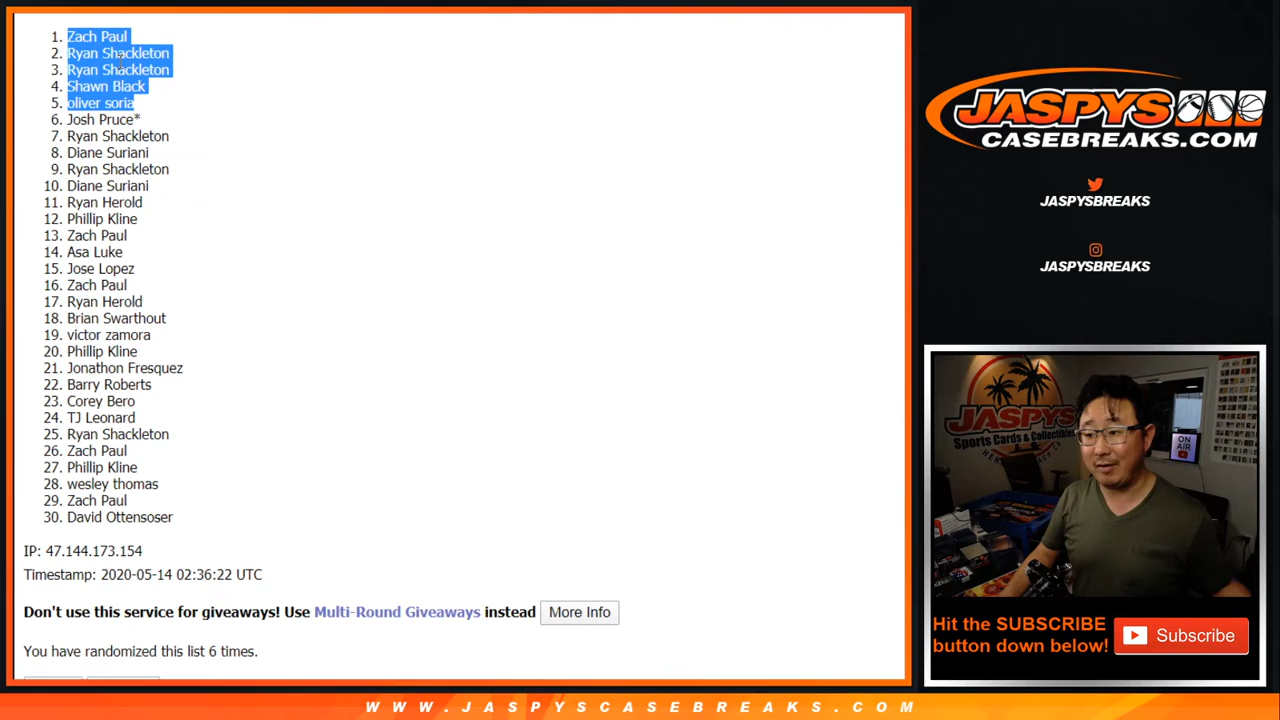 1. Zach Paul
2. Ryan Shackleton
3. Ryan Shackleton
4. Shawn Black
5. oliver soria
6. Josh Pruce*
7. Ryan Shackleton
8. Diane Suriani
9. Ryan Shackleton
10. Diane Suriani
11. Ryan Herold
12. Phillip Kline
13. Zach Paul
14. Asa Luke
15. Jose Lopez
16. Zach Paul
17. Ryan Herold
18. Brian Swarthout
19. victor zamora
20. Phillip Kline
21. Jonathon Fresquez
22. Barry Roberts
23. Corey Bero
24. TJ Leonard
25. Ryan Shackleton
26. Zach Paul
27. Phillip Kline
28. wesley thomas
29. Zach Paul
30. David Ottensoser
IP: 47.144.173.154
Timestamp: 2020-05-14 02:36:22 UTC
Don't use this service for giveaways! Use Multi-Round Giveaways instead More Info
You have randomized this list 6 times.
JASPYS
CASEBREAKS.COM
JASPYSBREAKS
JASPYSBREAKS
JASPYS
Sports Cards & Collectibles
ON
AIR
Hit the SUBSCRIBE
button down below!
Subscribe
WWW.JASPYSCASEBREAKS.COM